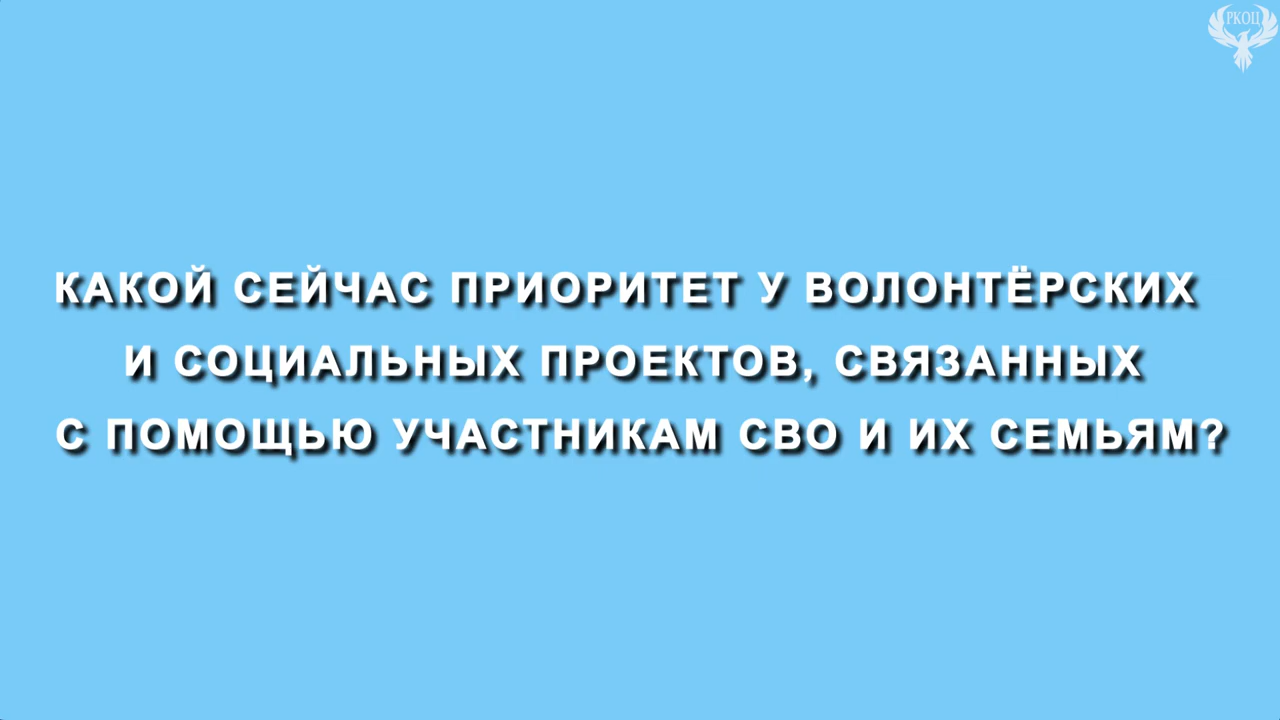 РКОЦ
КАКОЙ СЕЙЧАС ПРИОРИТЕТ У ВОЛОНТЁРСКИХ
И СОЦИАЛЬНЫХ ПРОЕКТОВ, СВЯЗАННЫХ
С ПОМОЩЬЮ УЧАСТНИКАМ СВО И ИХ СЕМЬЯМ?